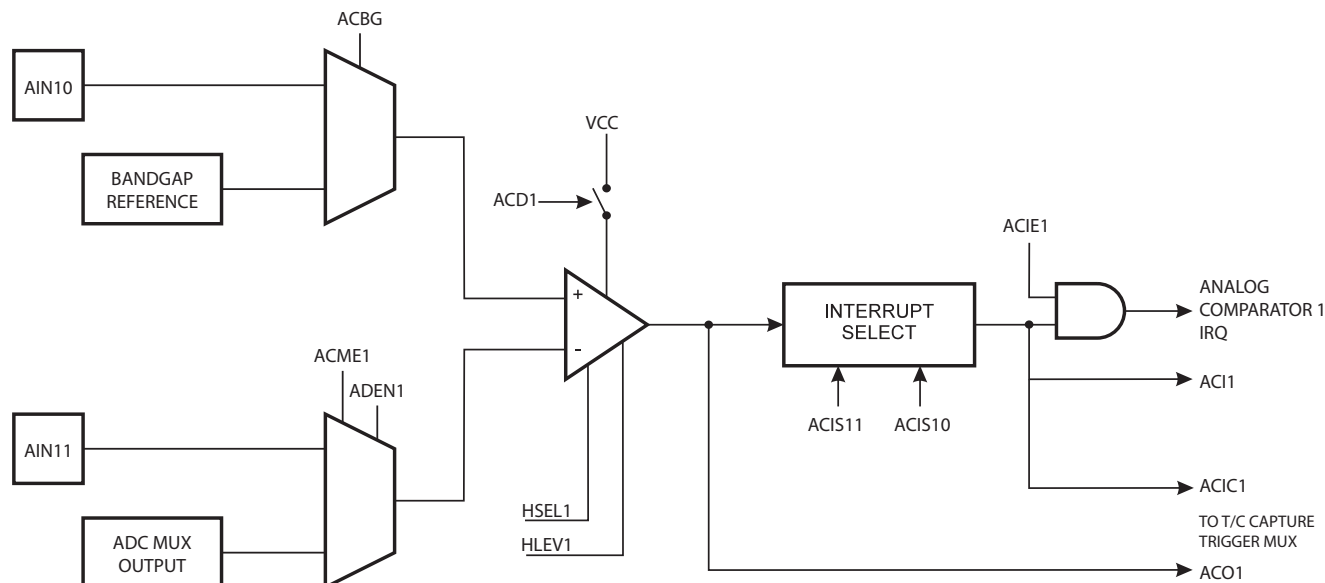 ACBG
AIN10
BANDGAP
REFERENCE
VCC
ACD1
ACIE1
+
-
INTERRUPT
SELECT
ANALOG
COMPARATOR 1
IRQ
ACME1
ADEN1
ACI1
ACIS11
ACIS10
AIN11
ACIC1
HSEL1
TO T/C CAPTURE
TRIGGER MUX
HLEV1
ADC MUX
OUTPUT
ACO1